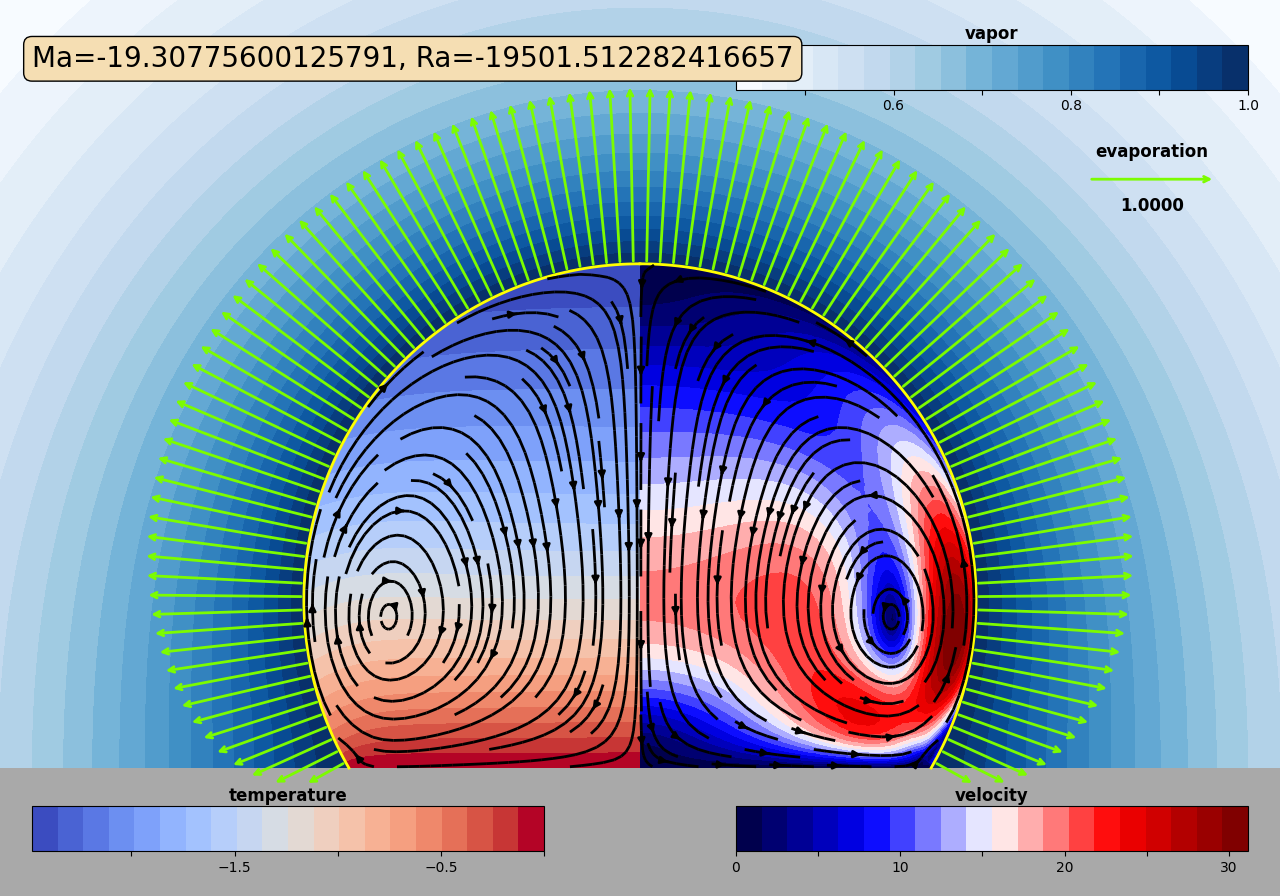 vapor
Ma=-19.30775600125791, Ra=-19501.512282416657
0.6 0.8 1.0
evaporation
1.0000
temperature velocity
−1.5 −0.5 0 10 20 30